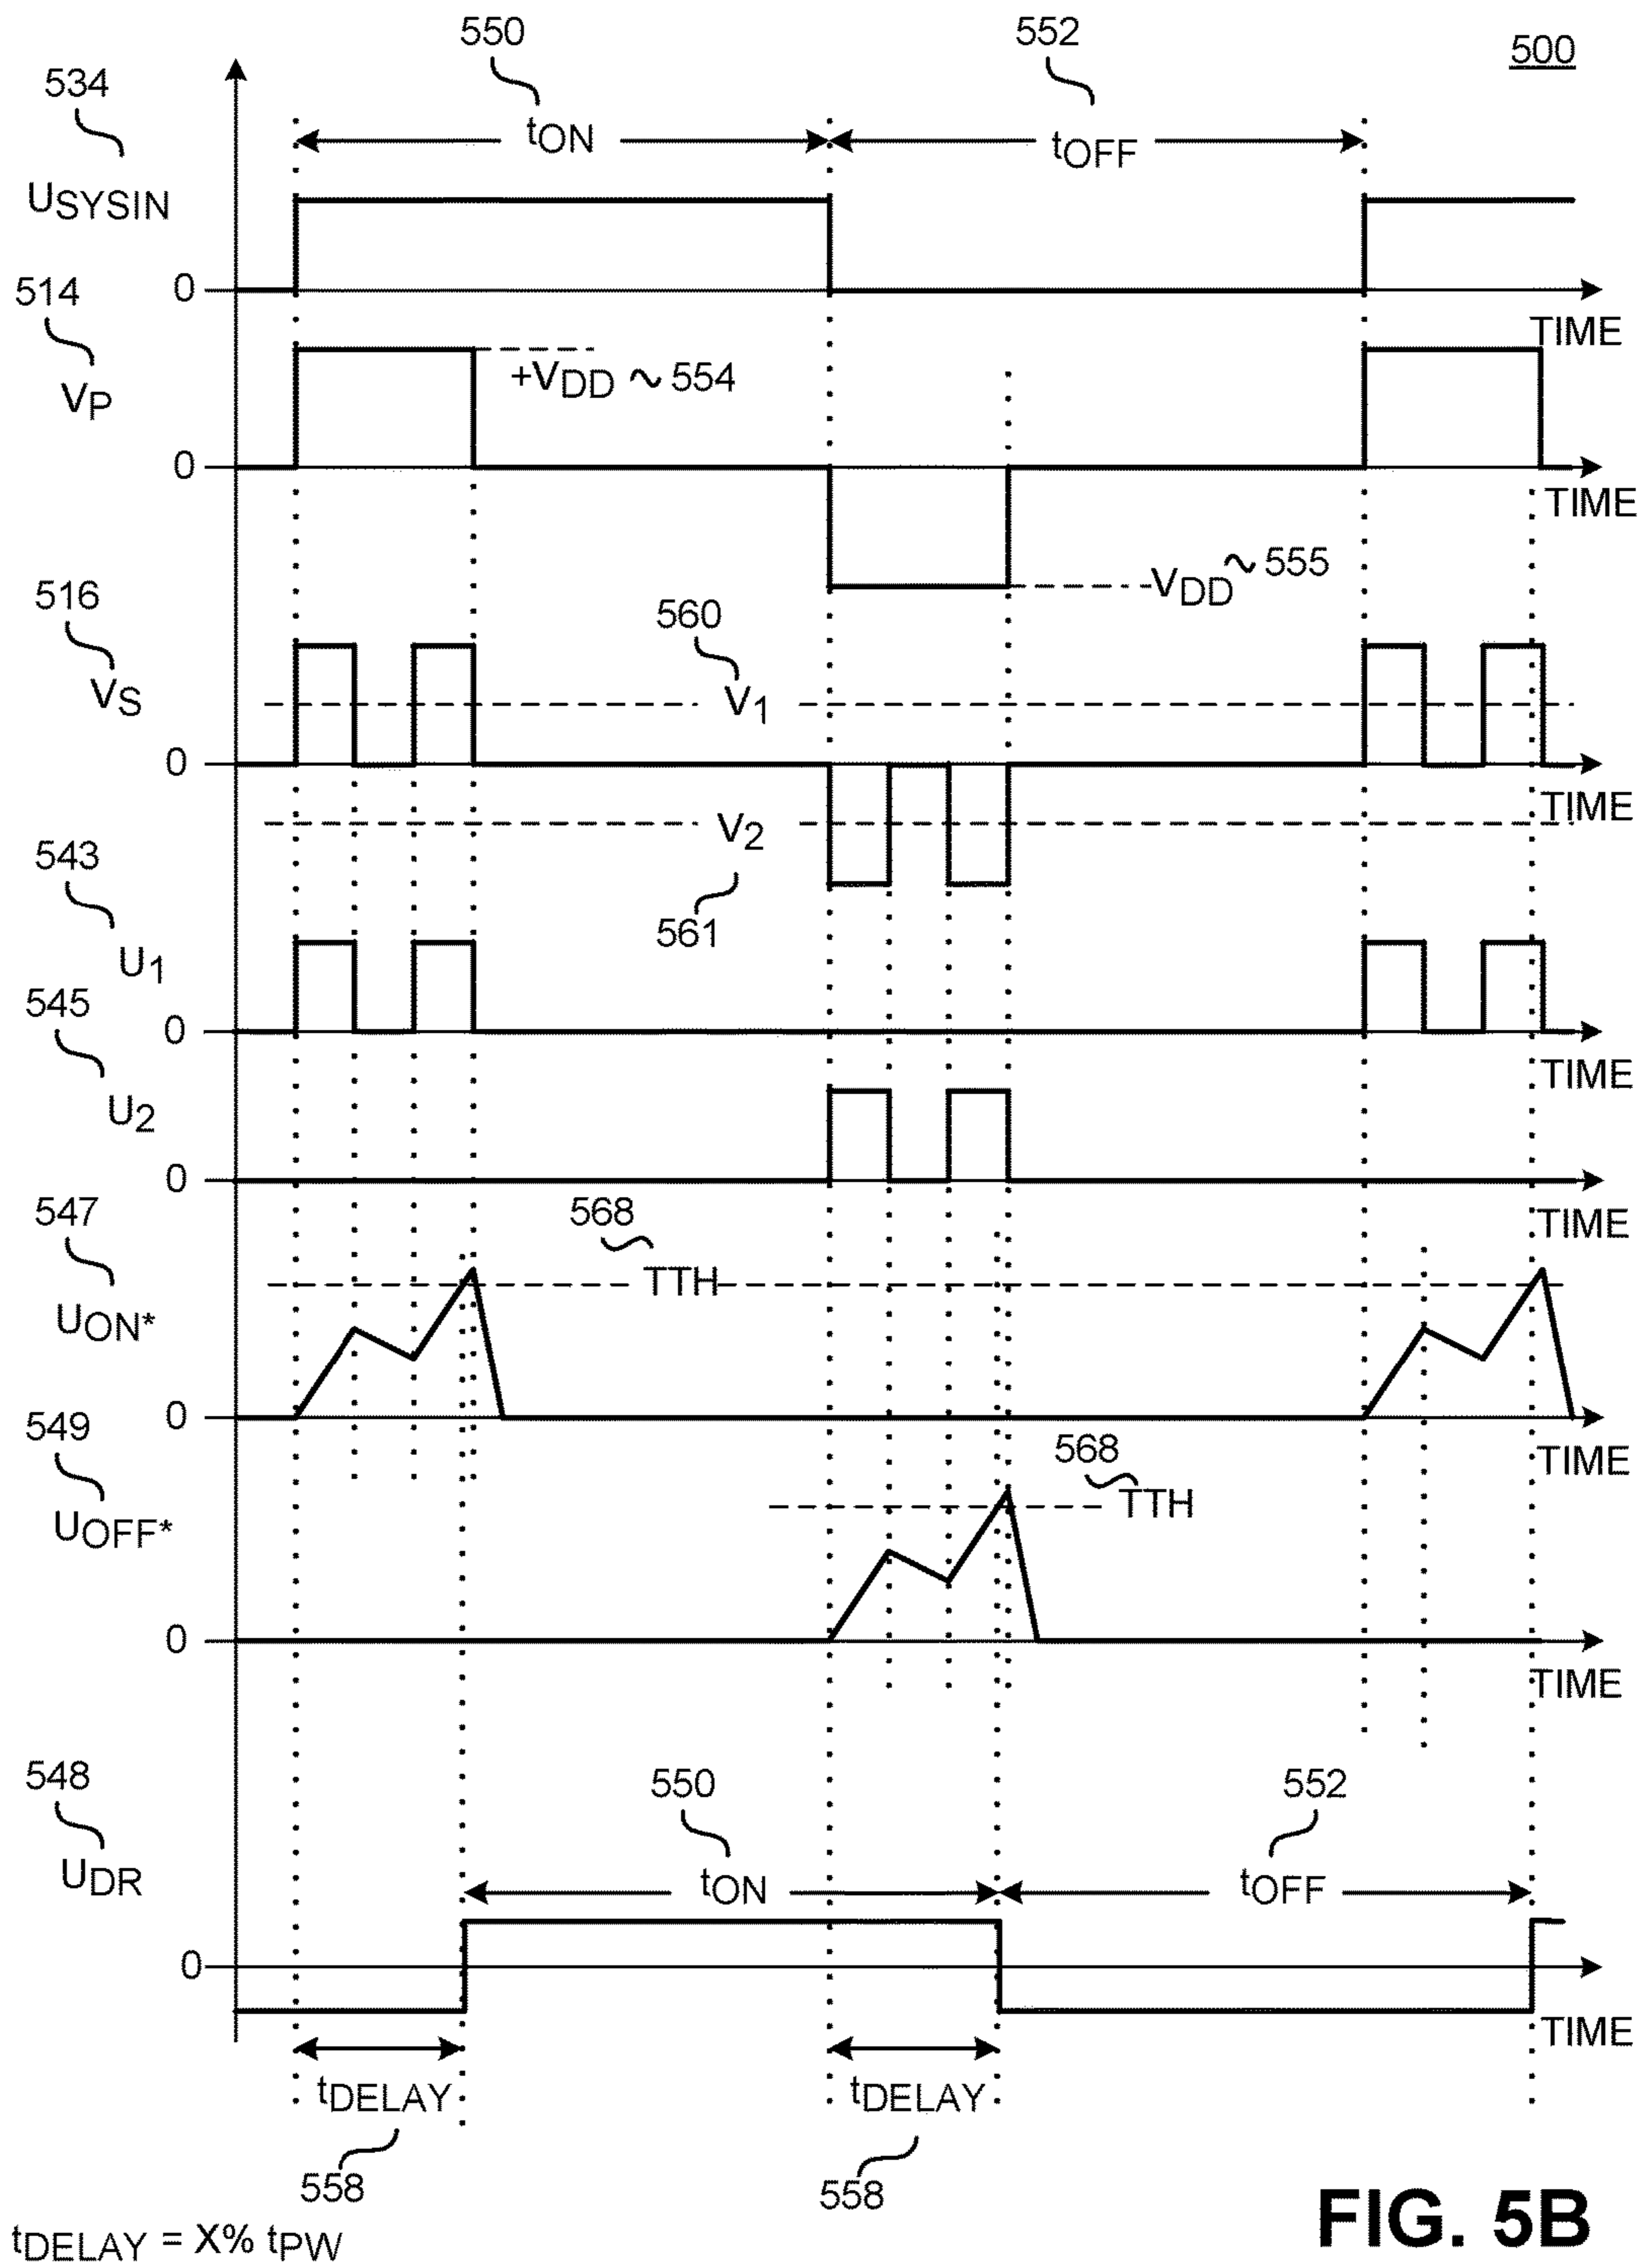 550
552
500
534
tON
tOFF
USYSIN
0
TIME
514
+VDD ~ 554
VP
0
TIME
-VDD ~ 555
516
560
VS
V1
0
TIME
V2
543
561
U1
0
TIME
545
U2
0
TIME
547
568
TTH
UON*
0
TIME
549
568
TTH
UOFF*
0
TIME
548
550
552
UDR
tON
tOFF
0
TIME
tDELAY
tDELAY
558
558
FIG. 5B
tDELAY = X% tPW